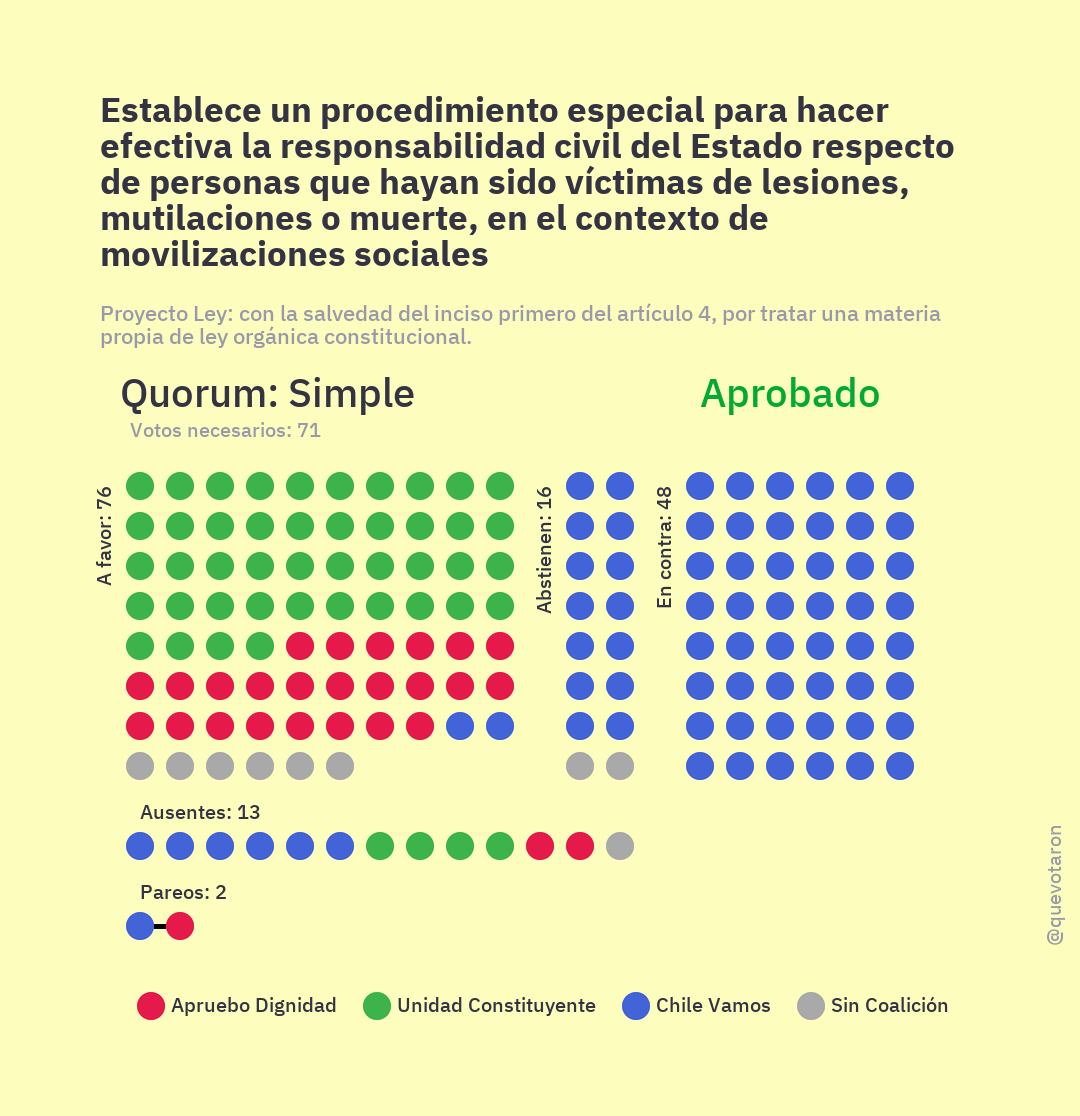 Establece un procedimiento especial para hacer
efectiva la responsabilidad civil del Estado respecto
de personas que hayan sido víctimas de lesiones,
mutilaciones o muerte, en el contexto de
movilizaciones sociales
Proyecto Ley: con la salvedad del inciso primero del artículo 4, por tratar una materia
propia de ley orgánica constitucional.
Quorum: Simple
Aprobado
Votos necesarios: 71
A favor: 76
Abstienen: 16
En contra: 48
Ausentes: 13
Pareos: 2
@quevotaron
Apruebo Dignidad
Unidad Constituyente
Chile Vamos
Sin Coalición